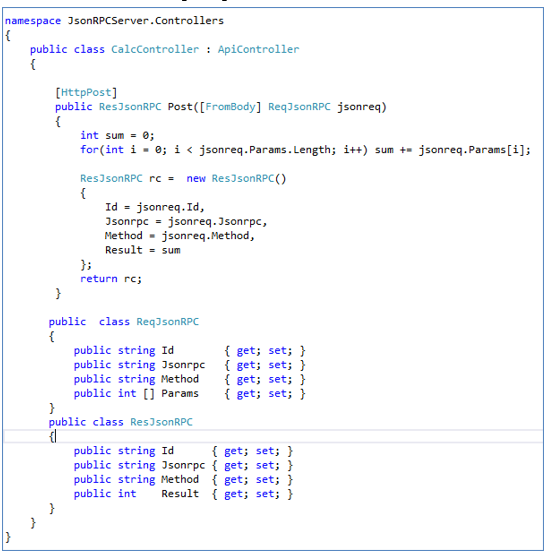 namespace JsonRPCServer.Controllers
{
    public class CalcController : ApiController
    {
        [HttpPost]
        public ResJsonRPC Post([FromBody] ReqJsonRPC jsonreq)
        {
            int sum = 0;
            for(int i = 0; i < jsonreq.Params.Length; i++) sum += jsonreq.Params[i];
            ResJsonRPC rc =  new ResJsonRPC()
            {
                Id = jsonreq.Id,
                Jsonrpc = jsonreq.Jsonrpc,
                Method = jsonreq.Method,
                Result = sum
            };
            return rc;
        }
       public  class ReqJsonRPC
       {
           public string Id        { get; set; }
           public string Jsonrpc   { get; set; }
           public string Method    { get; set; }
           public int [] Params    { get; set; }
       }
       public class ResJsonRPC
       {
           public string Id      { get; set; }
           public string Jsonrpc { get; set; }
           public string Method  { get; set; }
           public int    Result  { get; set; }
       }
    }
}